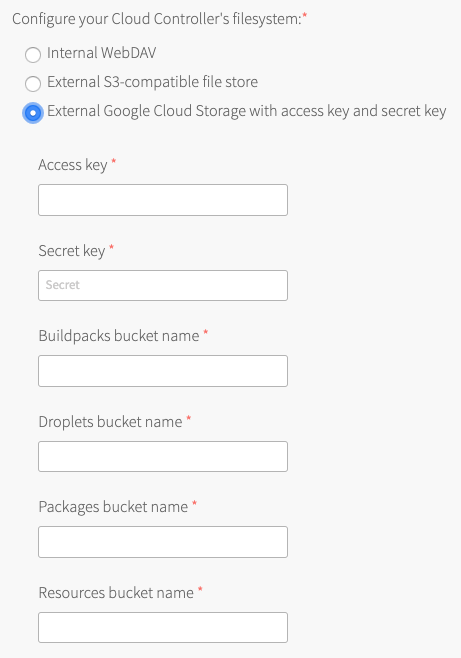 Configure your Cloud Controller's filesystem:*
Internal WebDAV
External S3-compatible file store
External Google Cloud Storage with access key and secret key
Access key *
Secret key *
Secret
Buildpacks bucket name *
Droplets bucket name *
Packages bucket name *
Resources bucket name *